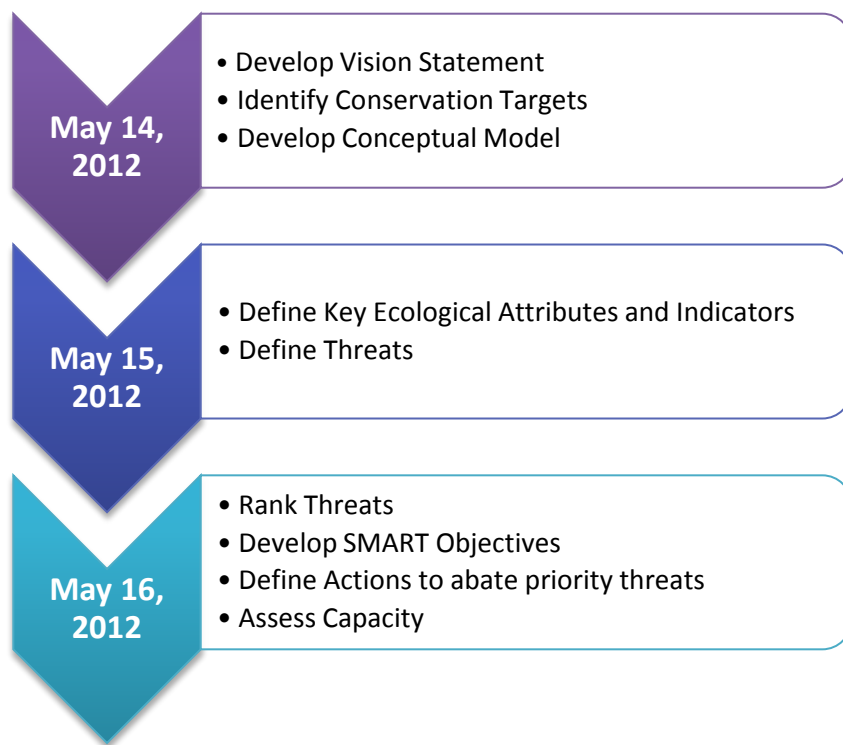 May 14,
2012
• Develop Vision Statement
• Identify Conservation Targets
• Develop Conceptual Model
May 15,
2012
• Define Key Ecological Attributes and Indicators
• Define Threats
May 16,
2012
• Rank Threats
• Develop SMART Objectives
• Define Actions to abate priority threats
• Assess Capacity